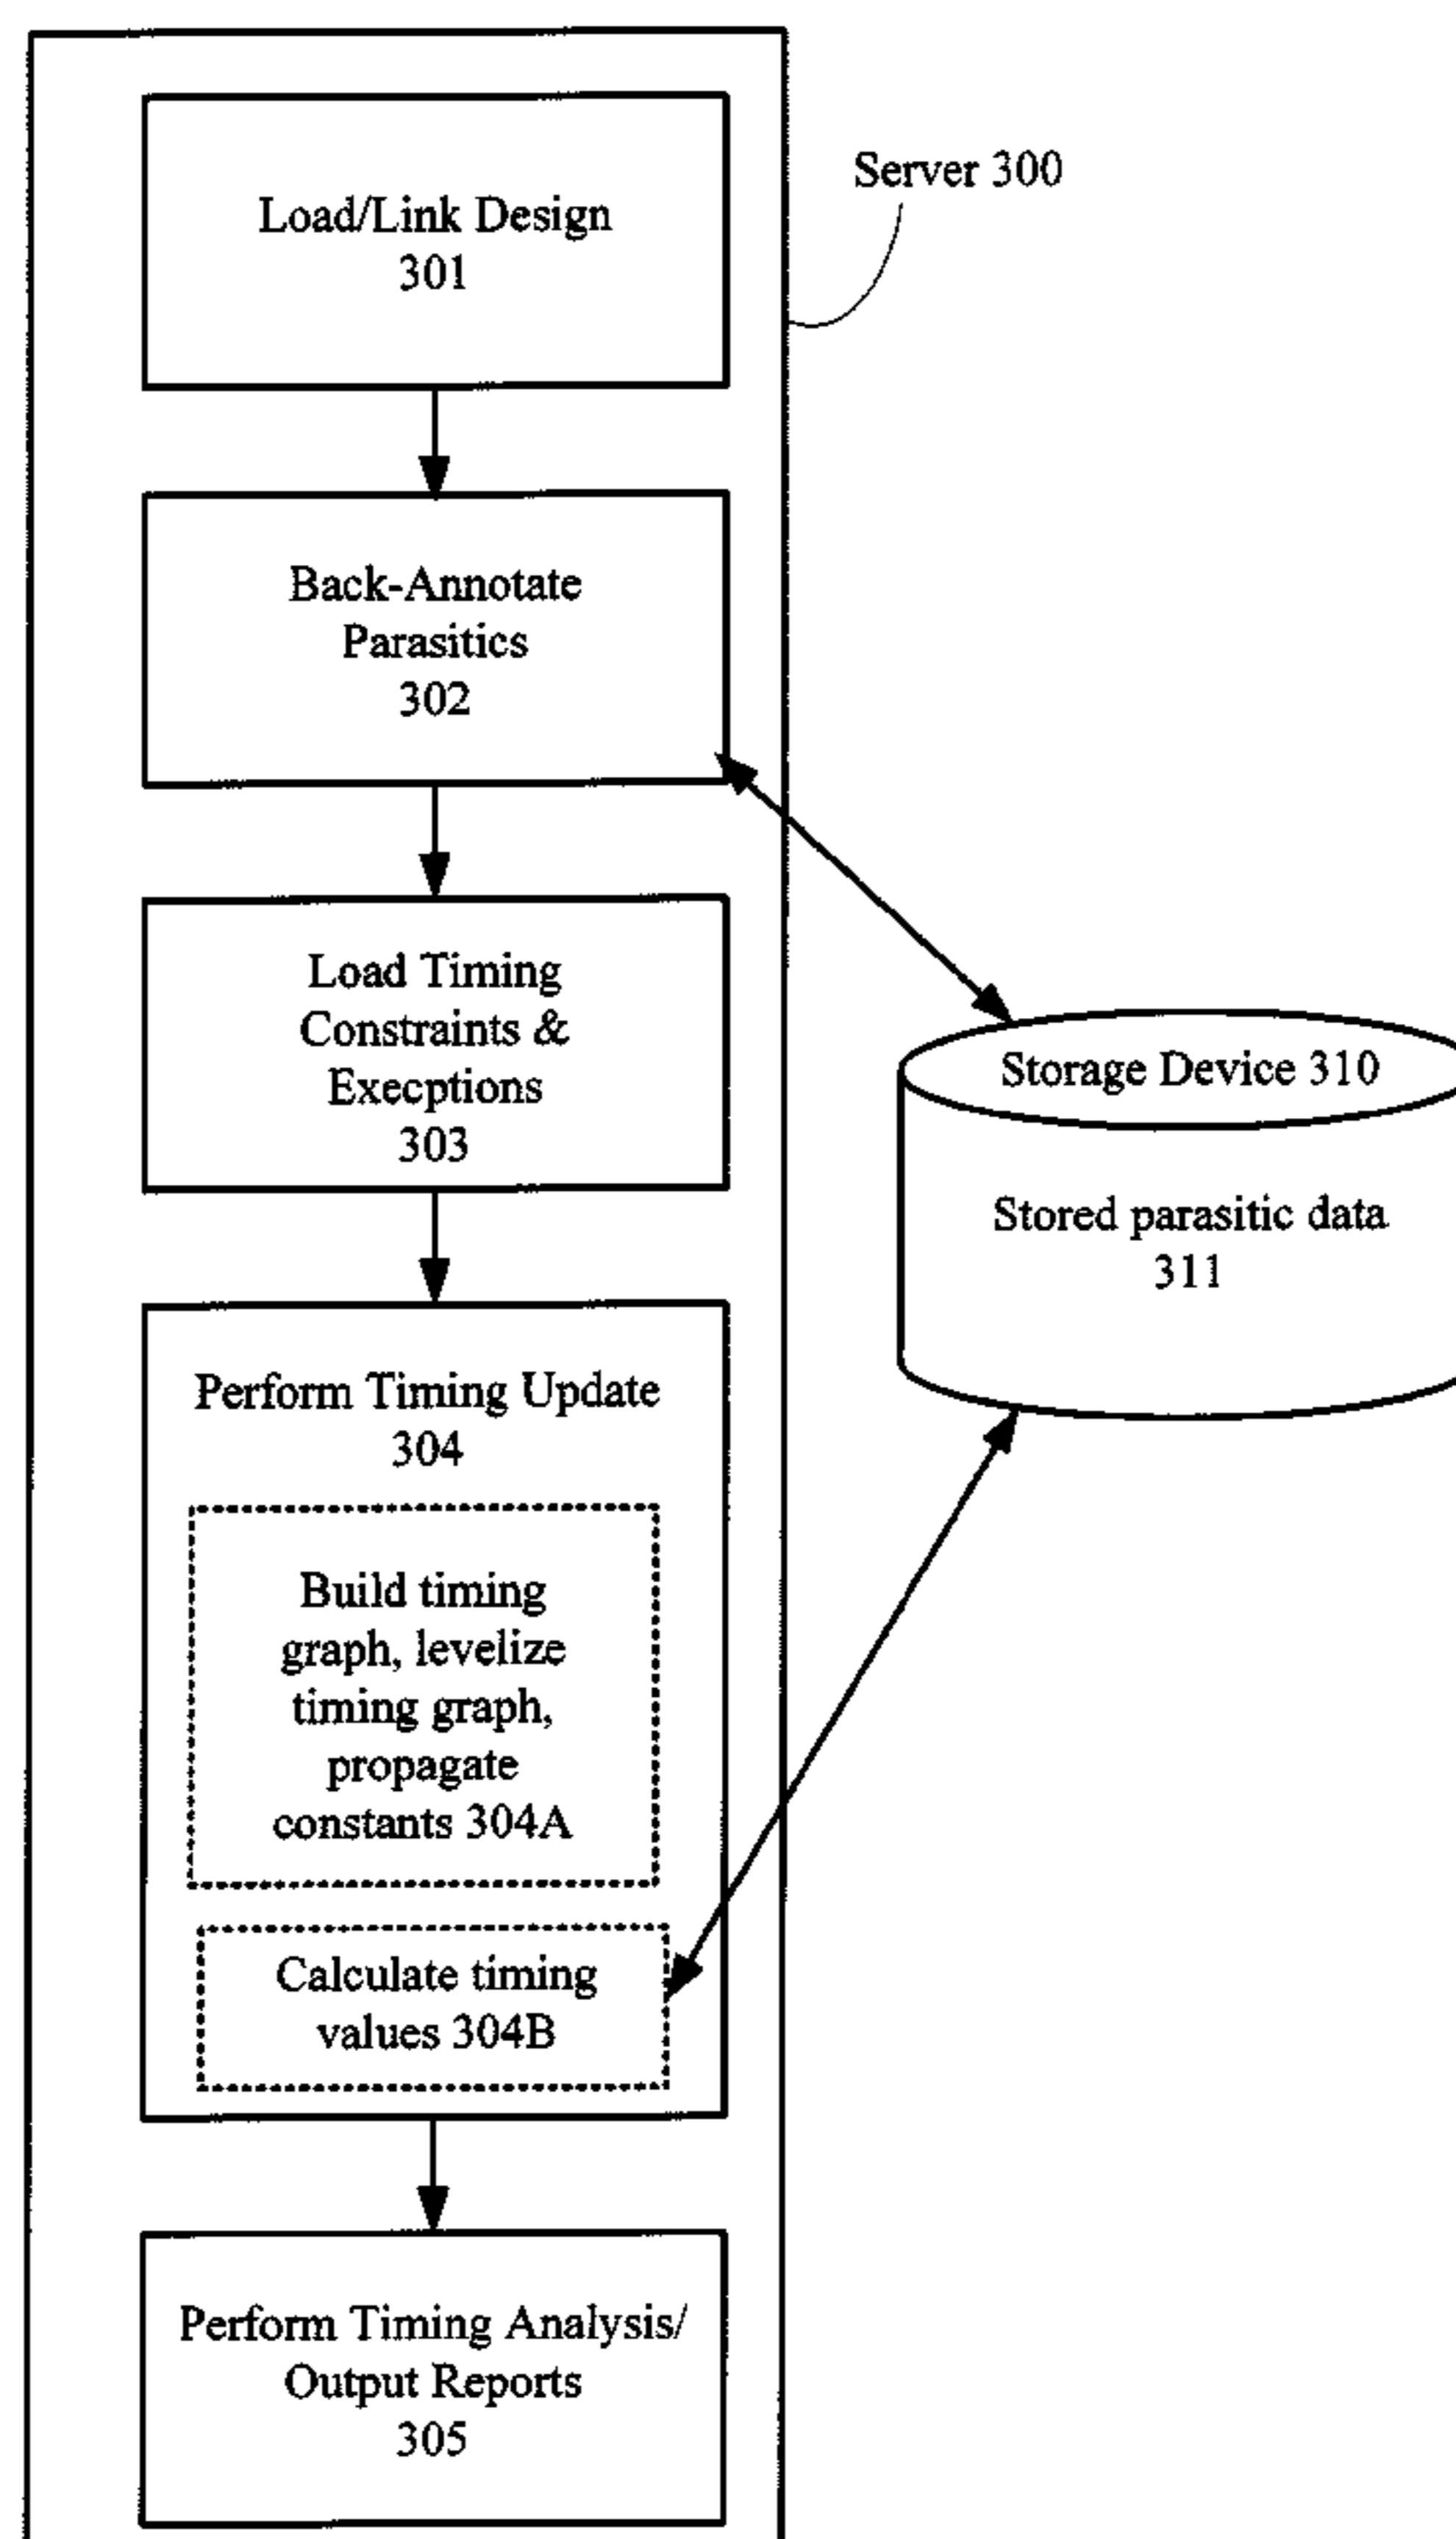 Load/Link Design
301
Server 300
Back-Annotate
Parasitics
302
Load Timing
Constraints &
Execptions
303
Storage Device 310
Stored parasitic data
311
Perform Timing Update
304
Build timing
graph, levelize
timing graph,
propagate
constants 304A
Calculate timing
values 304B
Perform Timing Analysis/
Output Reports
305